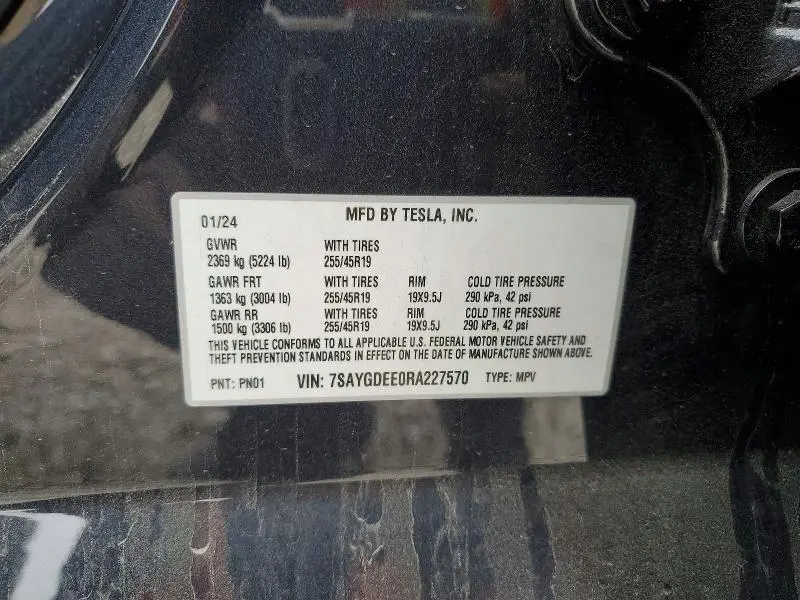 01/24 MFD BY TESLA, INC.
GVWR WITH TIRES
2369 kg (5224 lb) 255/45R19
GAWR FRT WITH TIRES RIM COLD TIRE PRESSURE
1363 kg (3004 lb) 255/45R19 19X9.5J 290 kPa, 42 psi
GAWR RR WITH TIRES RIM COLD TIRE PRESSURE
1500 kg (3306 lb) 255/45R19 19X9.5J 290 kPa, 42 psi
THIS VEHICLE CONFORMS TO ALL APPLICABLE U.S. FEDERAL MOTOR VEHICLE SAFETY AND
THEFT PREVENTION STANDARDS IN EFFECT ON THE DATE OF MANUFACTURE SHOWN ABOVE.
PNT: PN01 VIN: 7SAYGDEE0RA227570 TYPE: MPV